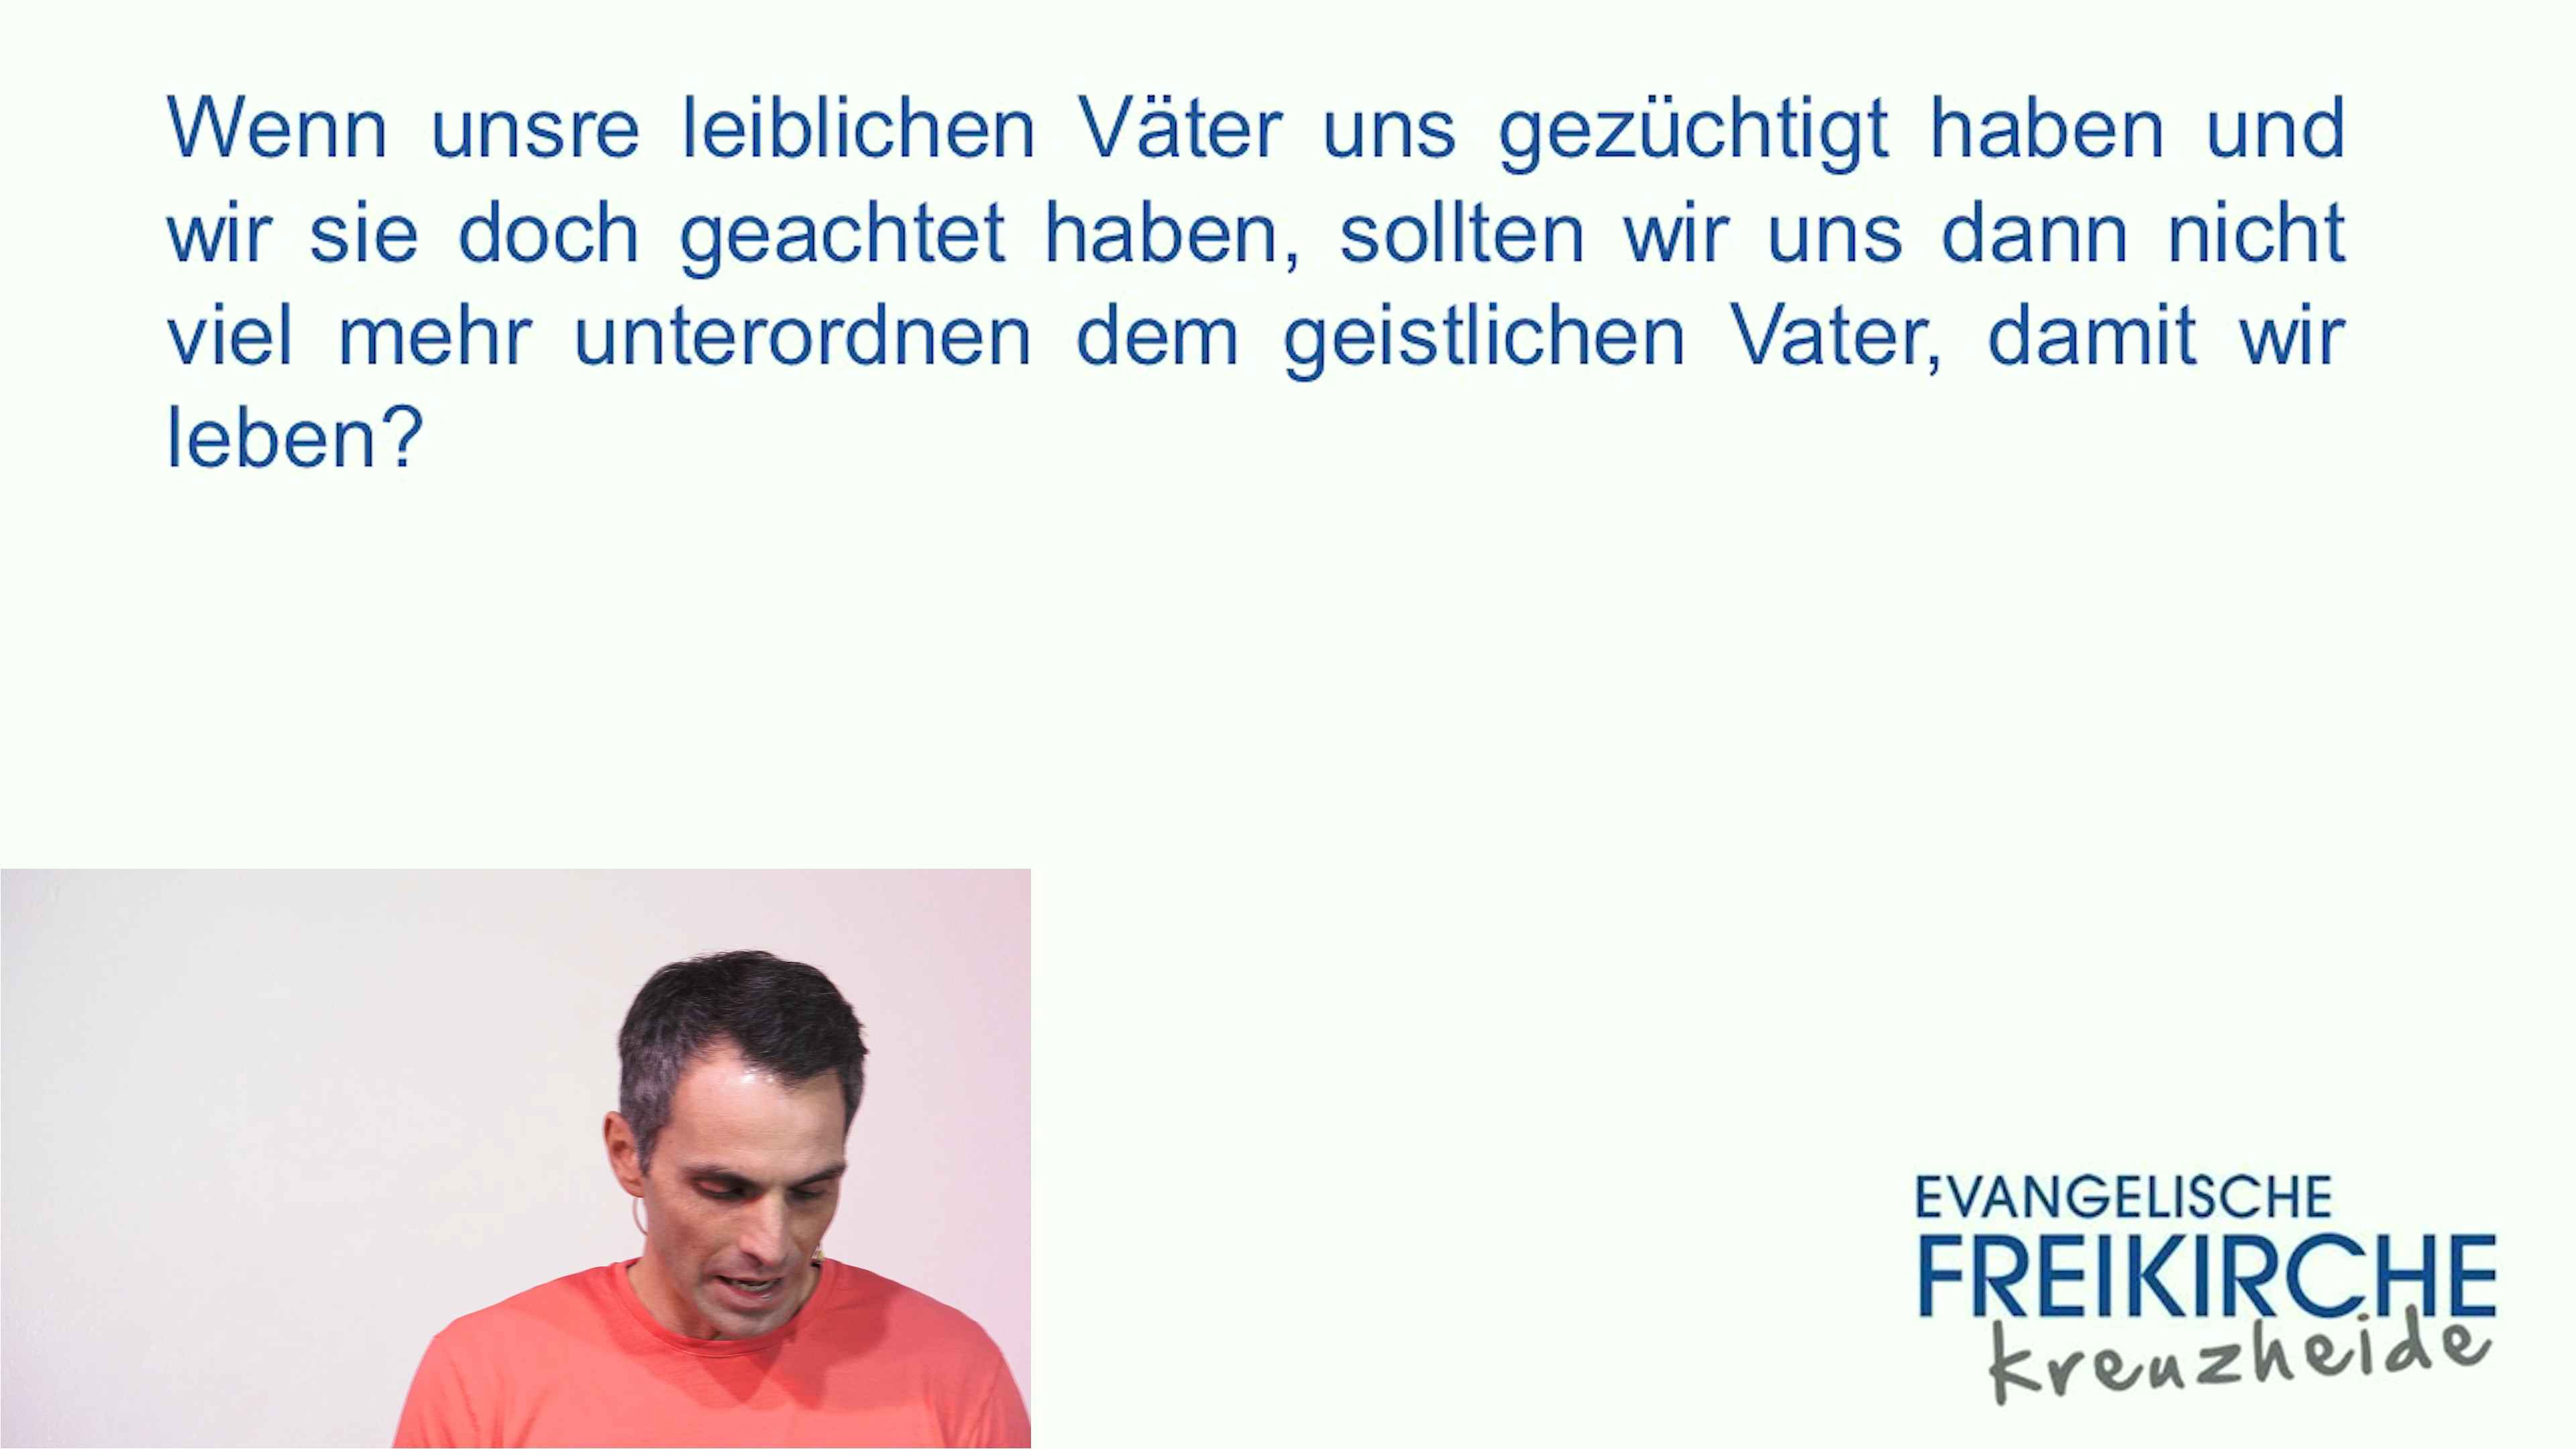 Wenn unsre leiblichen Väter uns gezüchtigt haben und
wir sie doch geachtet haben, sollten wir uns dann nicht
viel mehr unterordnen dem geistlichen Vater, damit wir
leben?
EVANGELISCHE
FREIKIRCHE
kreuzheide